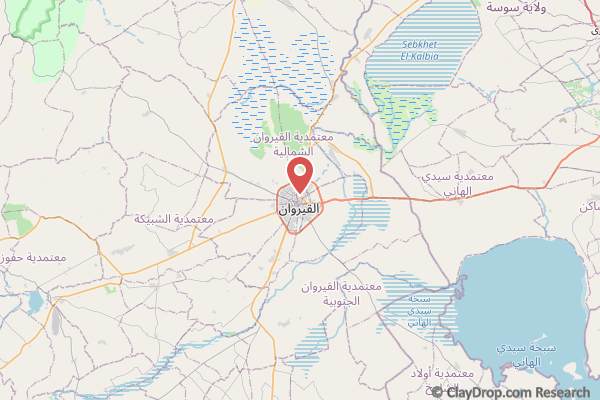 ولاية سوسة
Sebkhet
El-Kalbia
معتمدية القيروان
الشمالية
معتمدية سيدي
الهاني
القيروان
معتمدية الشبيكة
معتمدية حفوز
معتمدية القيروان
الجنوبية
سبخة
سيدي
الهاني
سبخة سيدي
الهاني
معتمدية أولاد
© ClayDrop.com Research